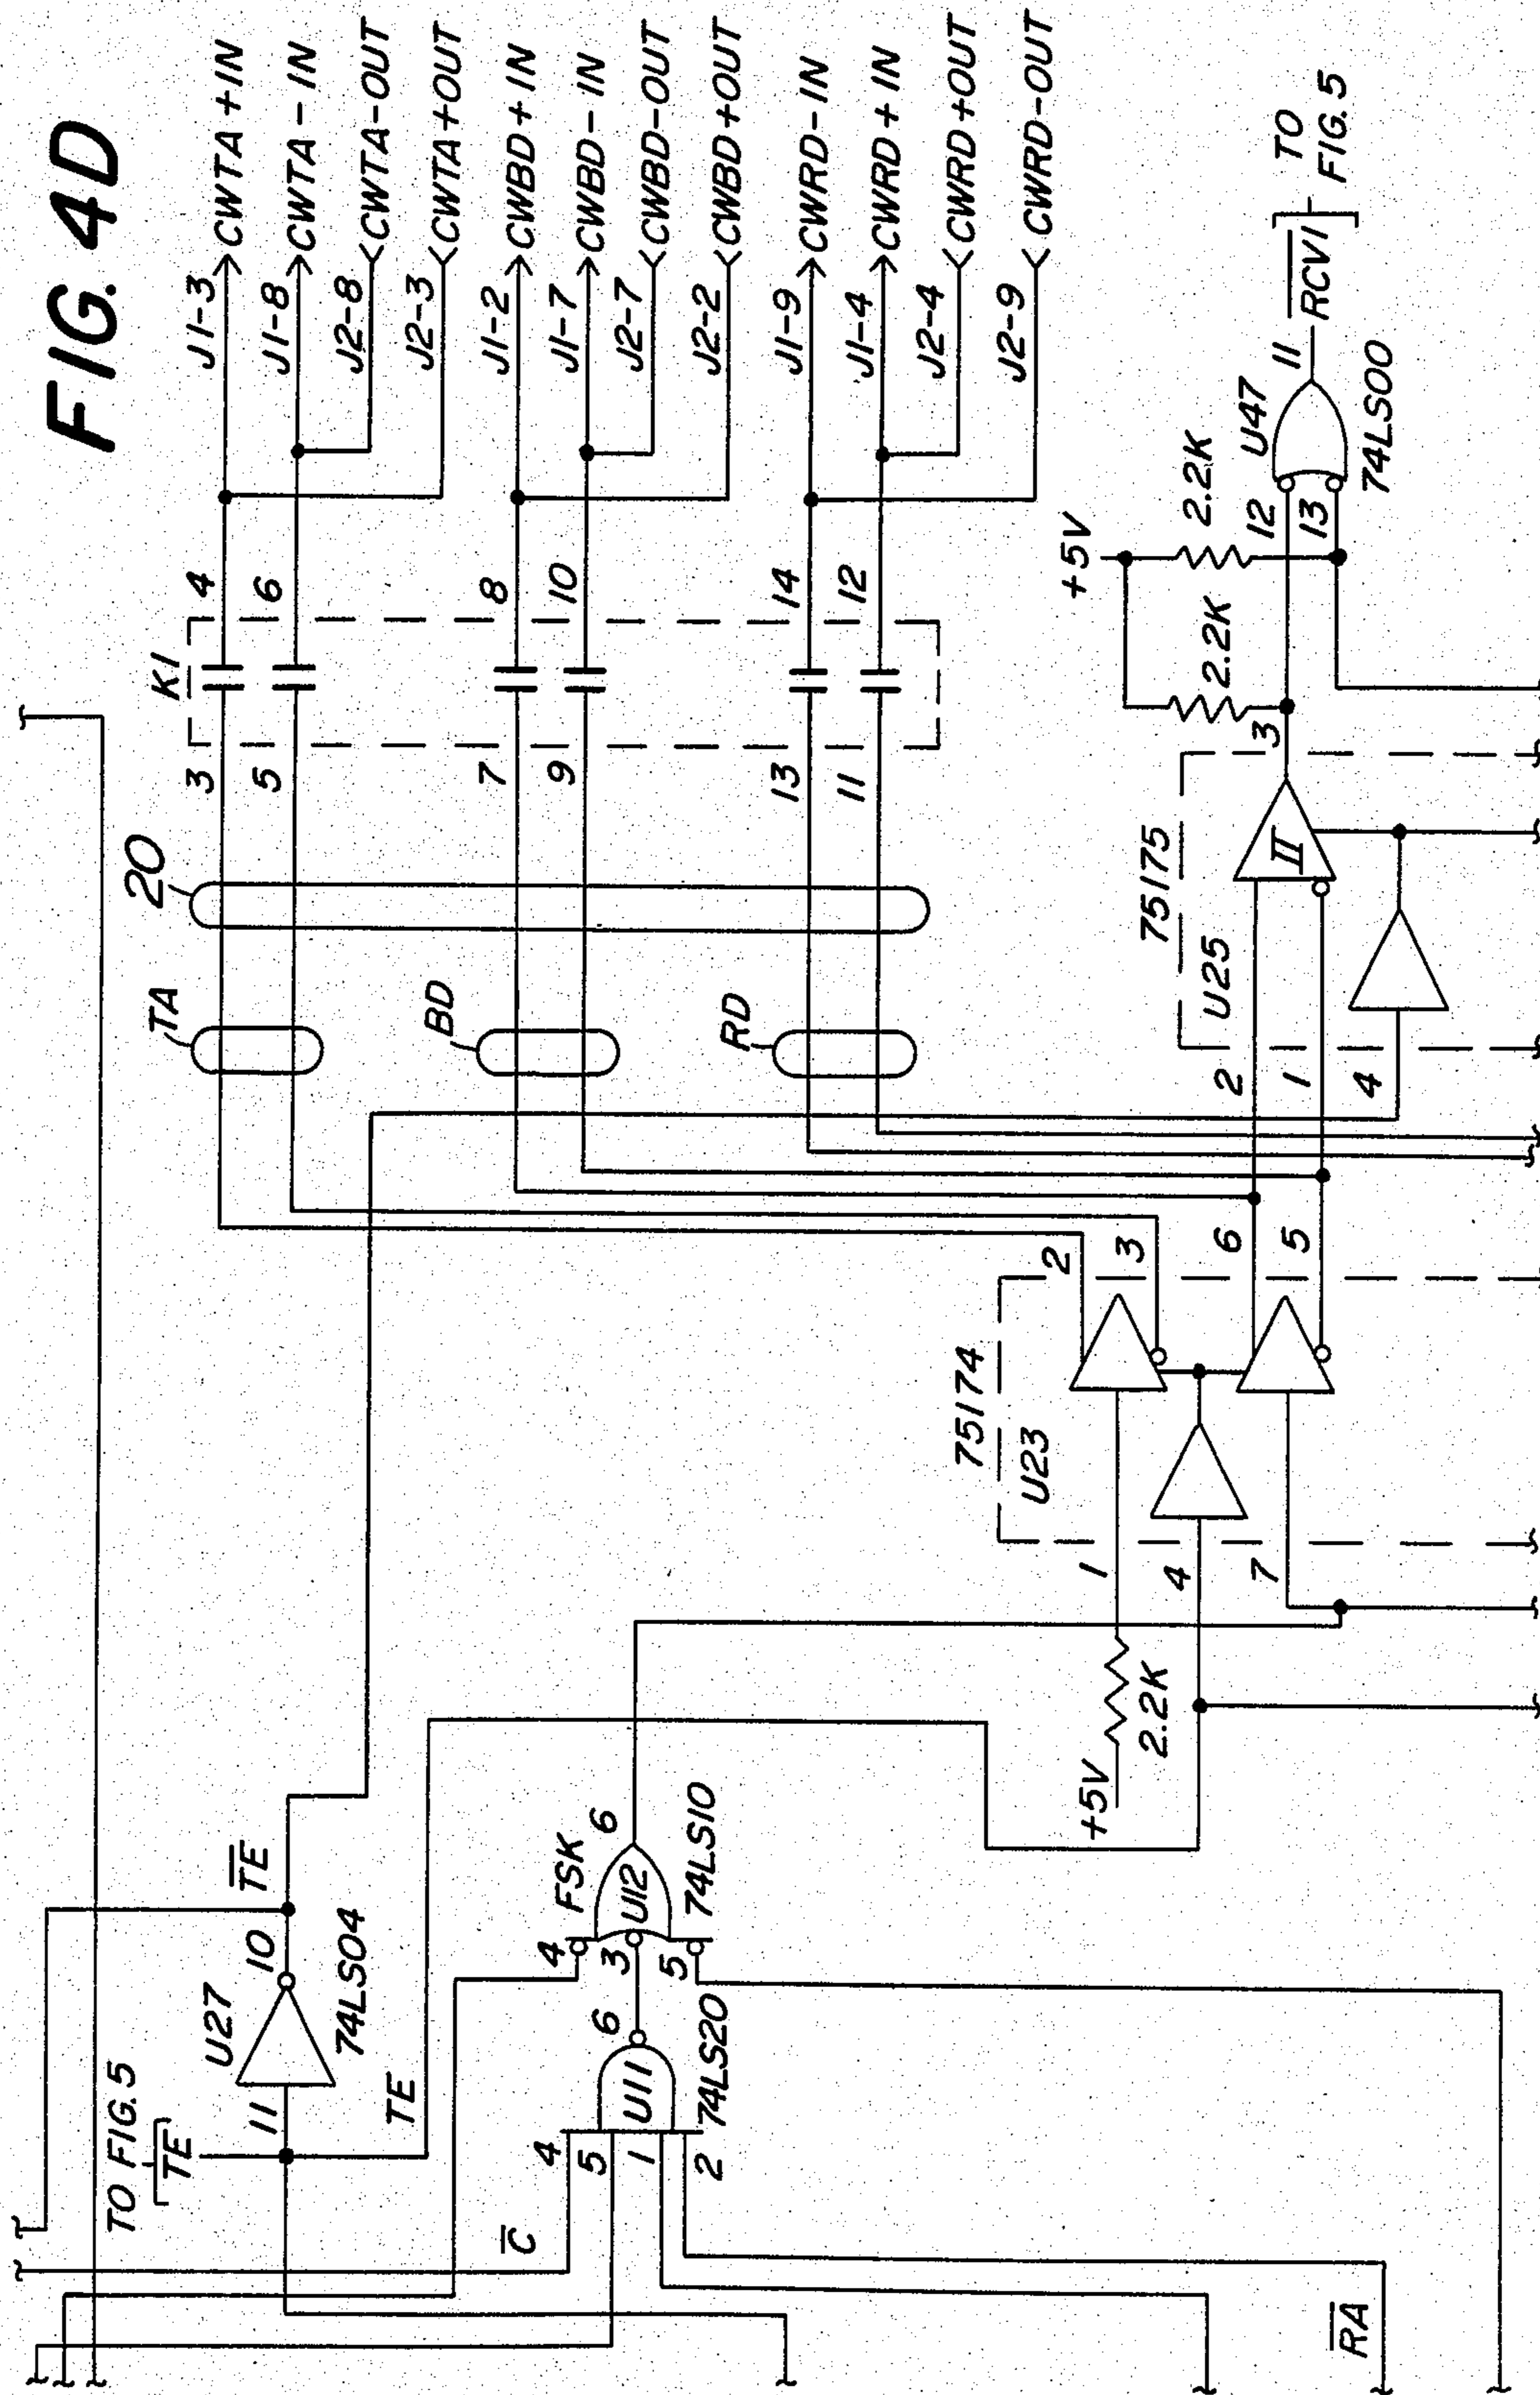 FIG. 4D
J1-3 CWTA+IN
J1-8 CWTA-IN
J2-8 CWTA-OUT
J2-3 CWTA+OUT
J1-2 CWBD+IN
J1-7 CWBD-IN
J2-7 CWBD-OUT
J2-2 CWBD+OUT
J1-9 CWRD-IN
J1-4 CWRD+IN
J2-4 CWRD+OUT
J2-9 CWRD-OUT
K1
3 4
5 6
7 8
9 10
13 14
11 12
20
TA
BD
RD
TO FIG. 5
TE
11
U27
10
74LS04
T̅E̅
TE
C̅
4
5
1
2
U11
6
74LS20
4
3
5
FSK
U12
6
74LS10
R̅A̅
+5V
2.2K
1
4
7
75174
U23
2
3
6
5
75175
U25
2
1
4
II
3
+5V
2.2K
2.2K
12
13
U47
11
74LS00
R̅C̅V̅1̅
TO
FIG. 5